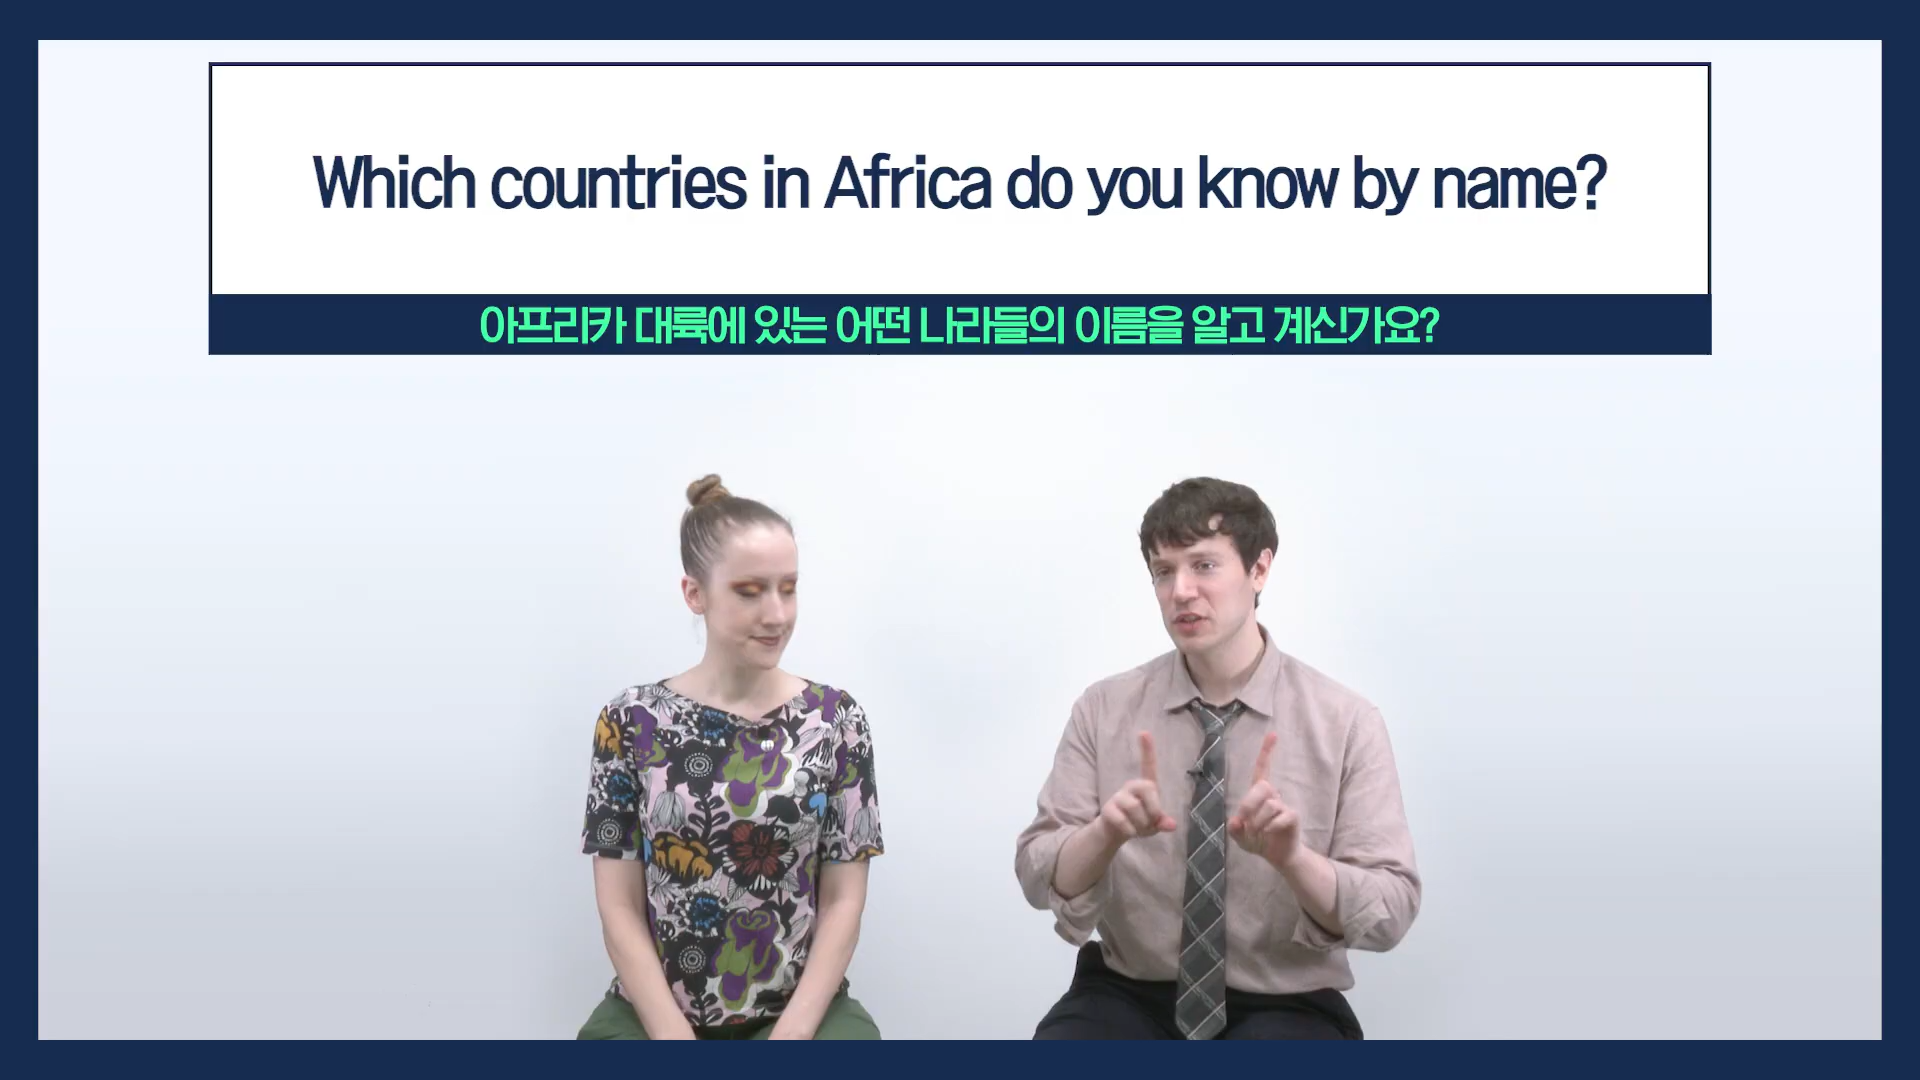 Which countries in Africa do you know by name?
아프리카 대륙에 있는 어떤 나라들의 이름을 알고 계신가요?